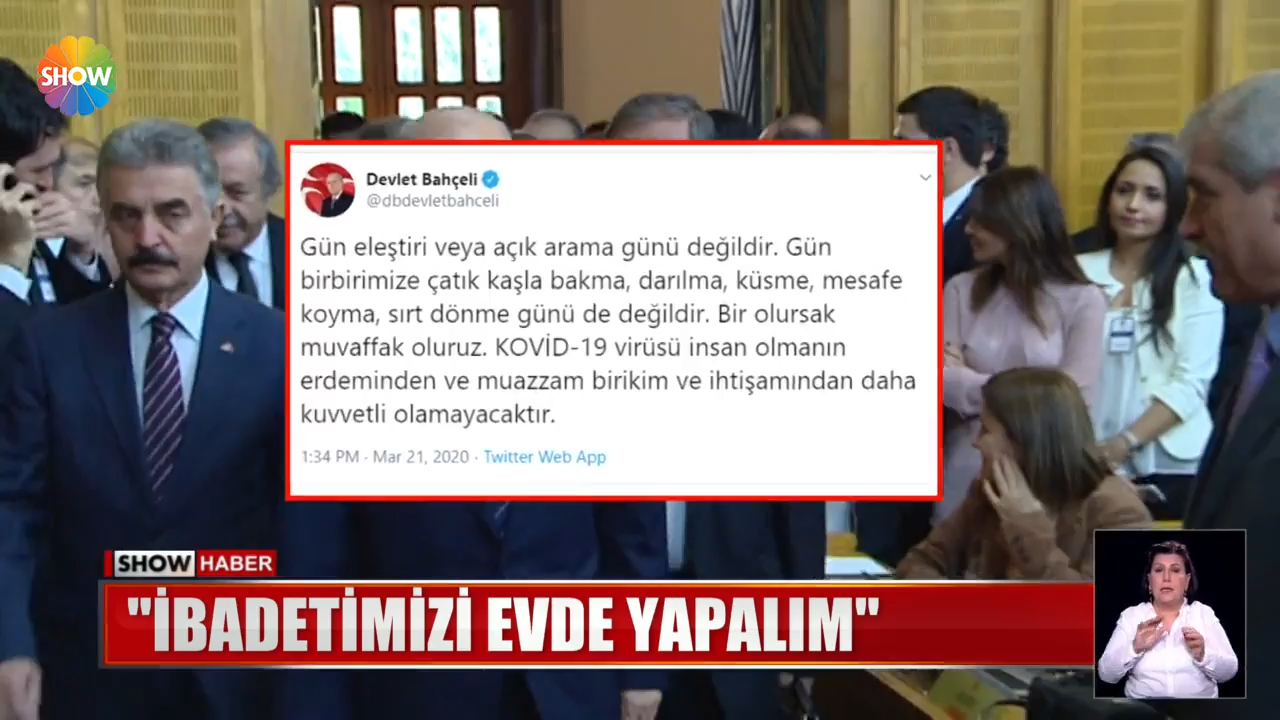 SHOW
Devlet Bahçeli
@dbdevletbahceli
Gün eleştiri veya açık arama günü değildir. Gün
birbirimize çatık kaşla bakma, darılma, küsme, mesafe
koyma, sırt dönme günü de değildir. Bir olursak
muvaffak oluruz. KOVİD-19 virüsü insan olmanın
erdeminden ve muazzam birikim ve ihtişamından daha
kuvvetli olamayacaktır.
1:34 PM · Mar 21, 2020 · Twitter Web App
SHOW HABER
"İBADETİMİZİ EVDE YAPALIM"